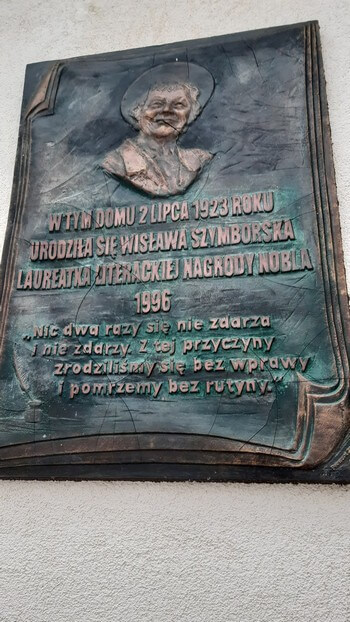 W TYM DOMU 2 LIPCA 1923 ROKU
URODZIŁA SIĘ WISŁAWA SZYMBORSKA
LAUREATKA LITERACKIEJ NAGRODY NOBLA
1996
„Nic dwa razy się nie zdarza
i nie zdarzy. Z tej przyczyny
zrodziliśmy się bez wprawy
i pomrzemy bez rutyny."